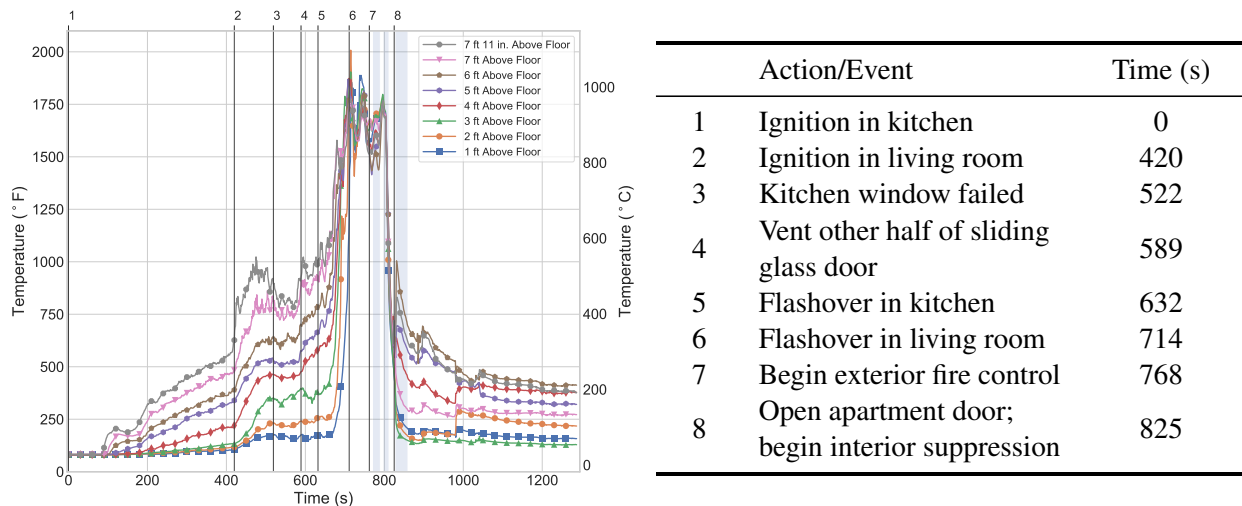 1 2 3 4 5 6 7 8
2000
1750
1500
1250
1000
750
500
250
0
Temperature (°F)
7 ft 11 in. Above Floor
7 ft Above Floor
6 ft Above Floor
5 ft Above Floor
4 ft Above Floor
3 ft Above Floor
2 ft Above Floor
1 ft Above Floor
1000
800
600
400
200
0
Temperature (°C)
0 200 400 600 800 1000 1200
Time (s)
Action/Event Time (s)
1 Ignition in kitchen 0
2 Ignition in living room 420
3 Kitchen window failed 522
4 Vent other half of sliding
glass door 589
5 Flashover in kitchen 632
6 Flashover in living room 714
7 Begin exterior fire control 768
8 Open apartment door;
begin interior suppression 825